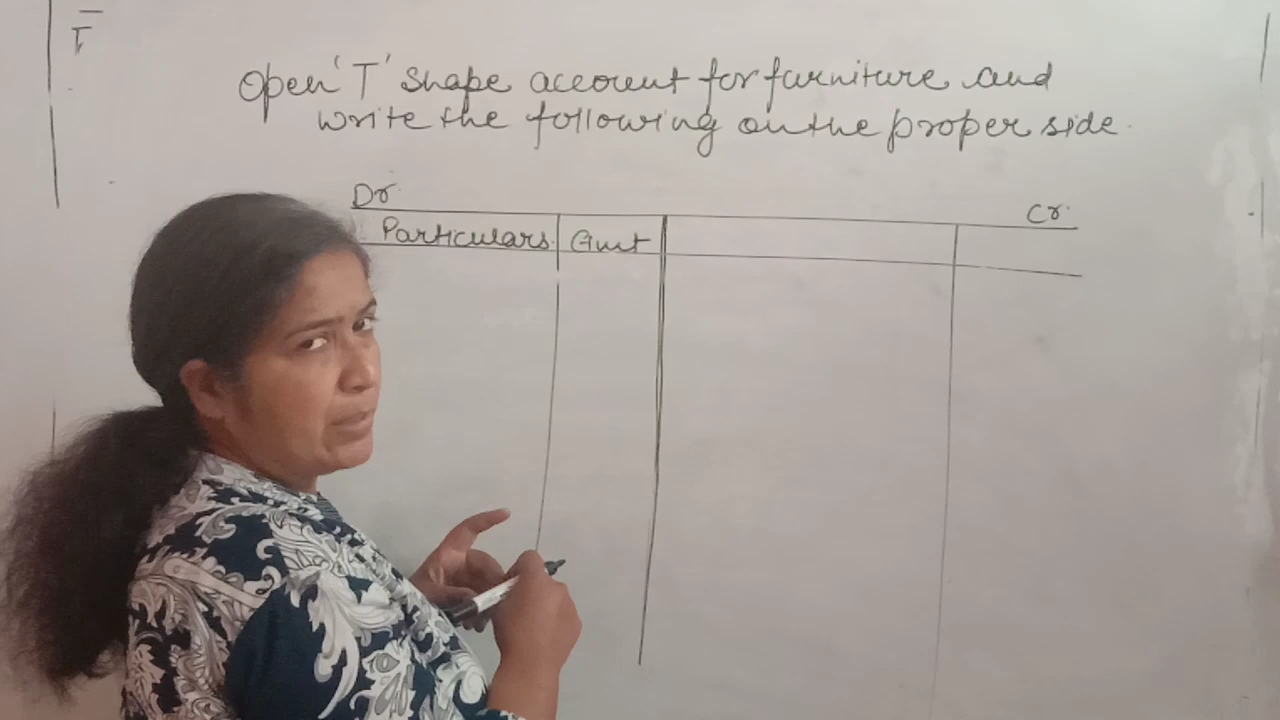 Open 'T' shape account for furniture and
write the following on the proper side.
Dr.
Cr.
Particulars. Amt